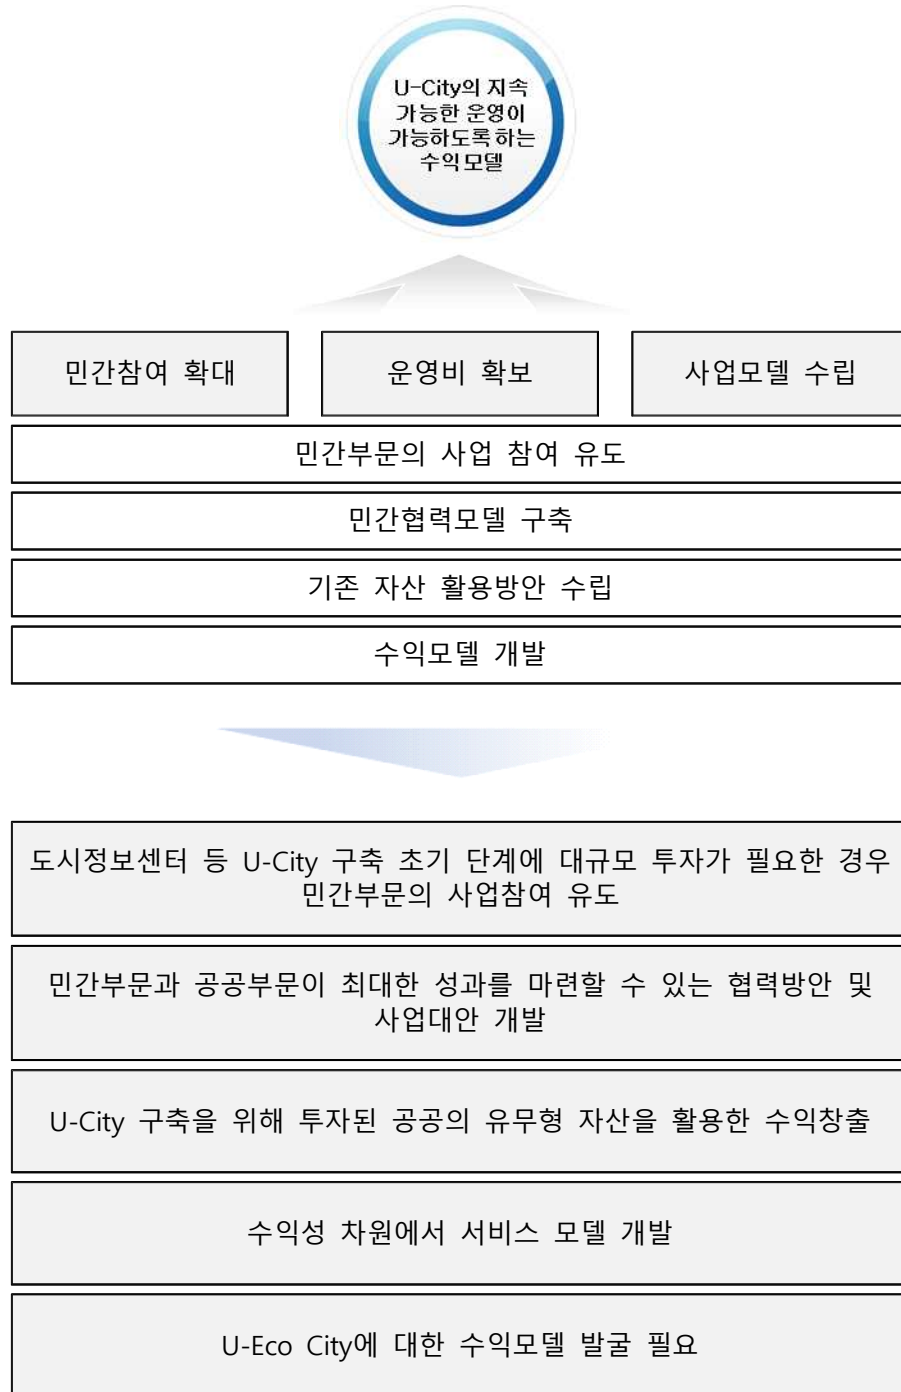 U-City의 지속
가능한 운영이
가능하도록 하는
수익 모델
민간참여 확대
운영비 확보
사업모델 수립
민간부문의 사업 참여 유도
민간협력모델 구축
기존 자산 활용방안 수립
수익모델 개발
도시정보센터 등 U-City 구축 초기 단계에 대규모 투자가 필요한 경우
민간부문의 사업참여 유도
민간부문과 공공부문이 최대한 성과를 마련할 수 있는 협력방안 및
사업대안 개발
U-City 구축을 위해 투자된 공공의 유무형 자산을 활용한 수익창출
수익성 차원에서 서비스 모델 개발
U-Eco City에 대한 수익모델 발굴 필요